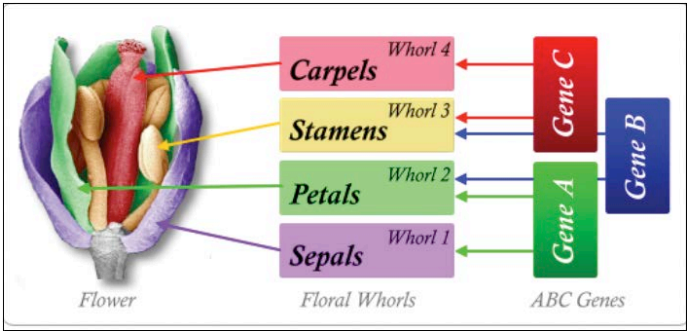 Whorl 4
Carpels
Whorl 3
Stamens
Whorl 2
Petals
Whorl 1
Sepals
Gene C
Gene B
Gene A
Flower
Floral Whorls
ABC Genes